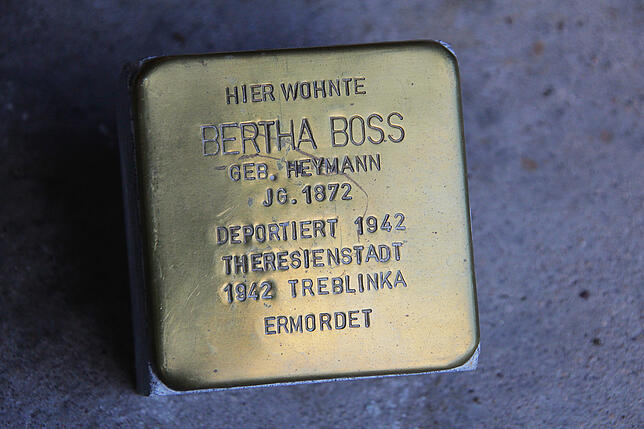 HIER WOHNTE
BERTHA BOSS
GEB. HEYMANN
JG. 1872
DEPORTIERT 1942
THERESIENSTADT
1942 TREBLINKA
ERMORDET